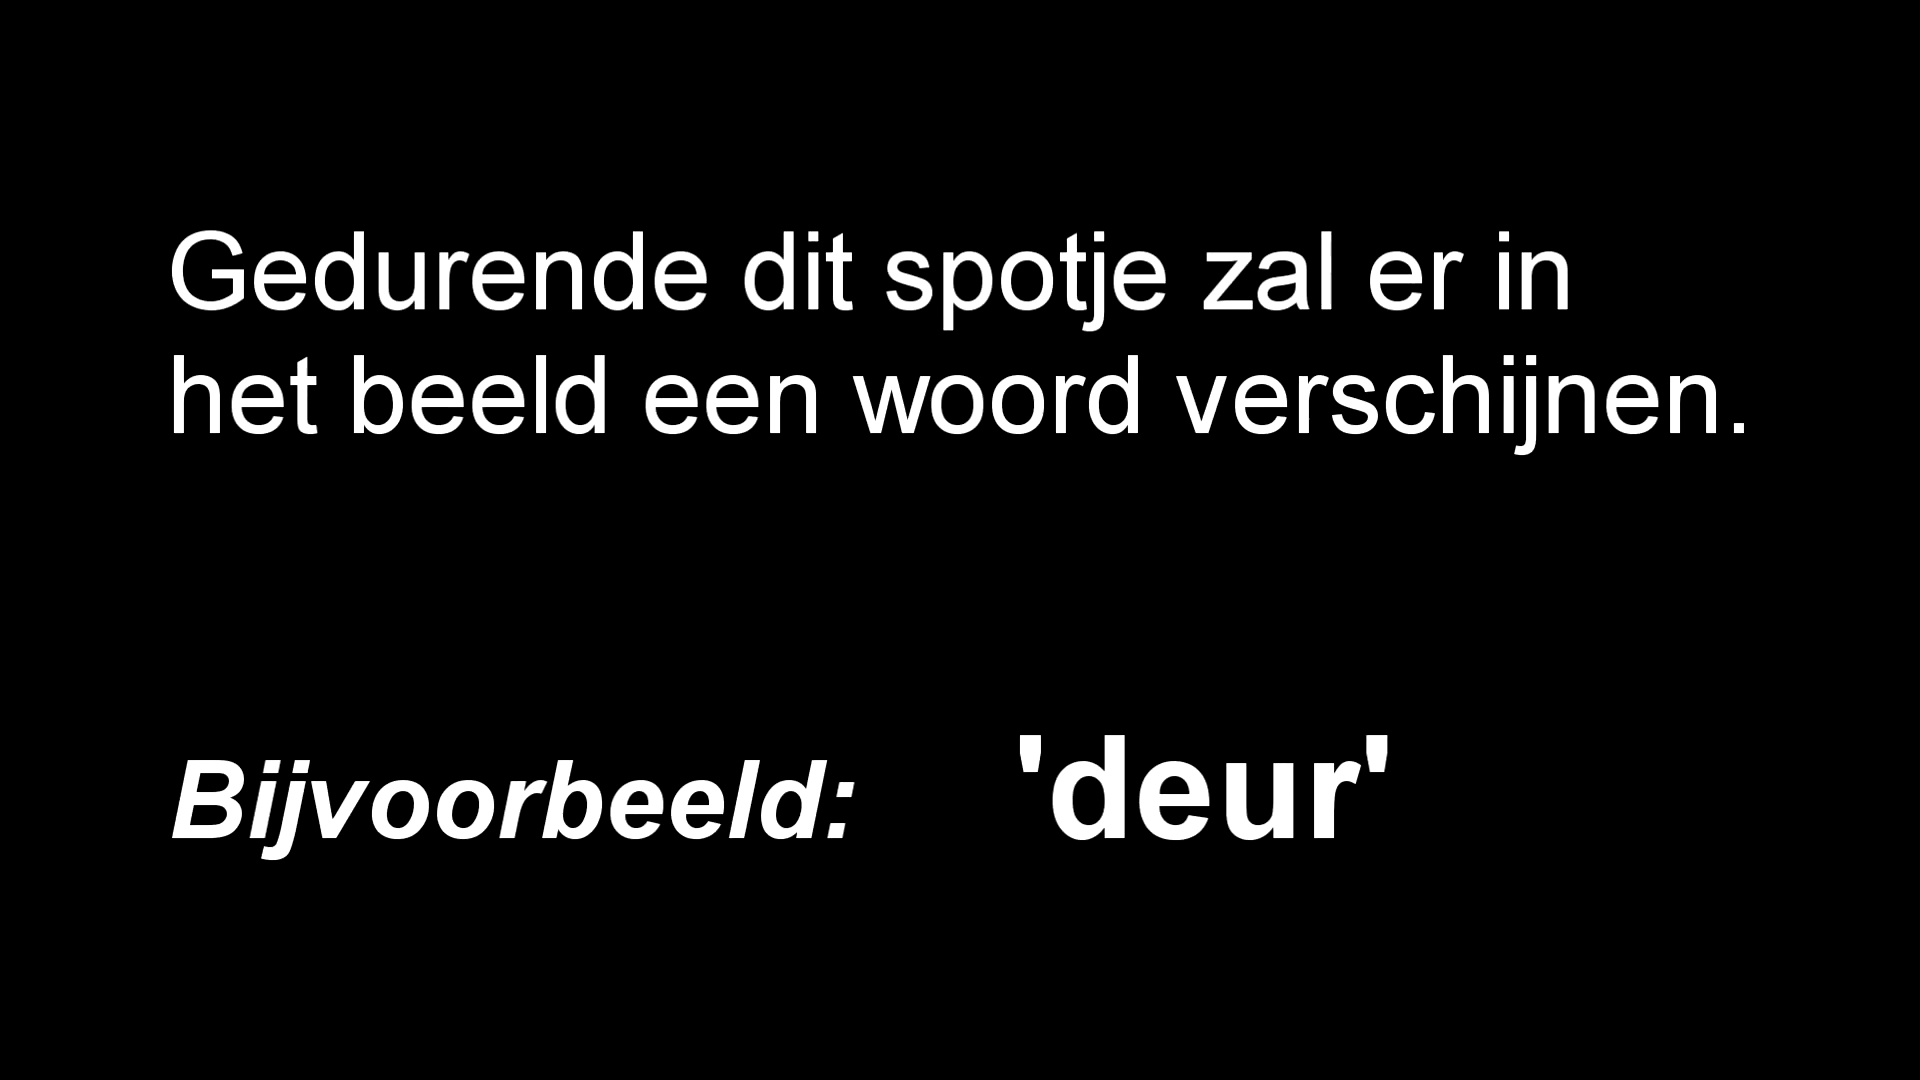 Gedurende dit spotje zal er in
het beeld een woord verschijnen.
Bijvoorbeeld: 'deur'